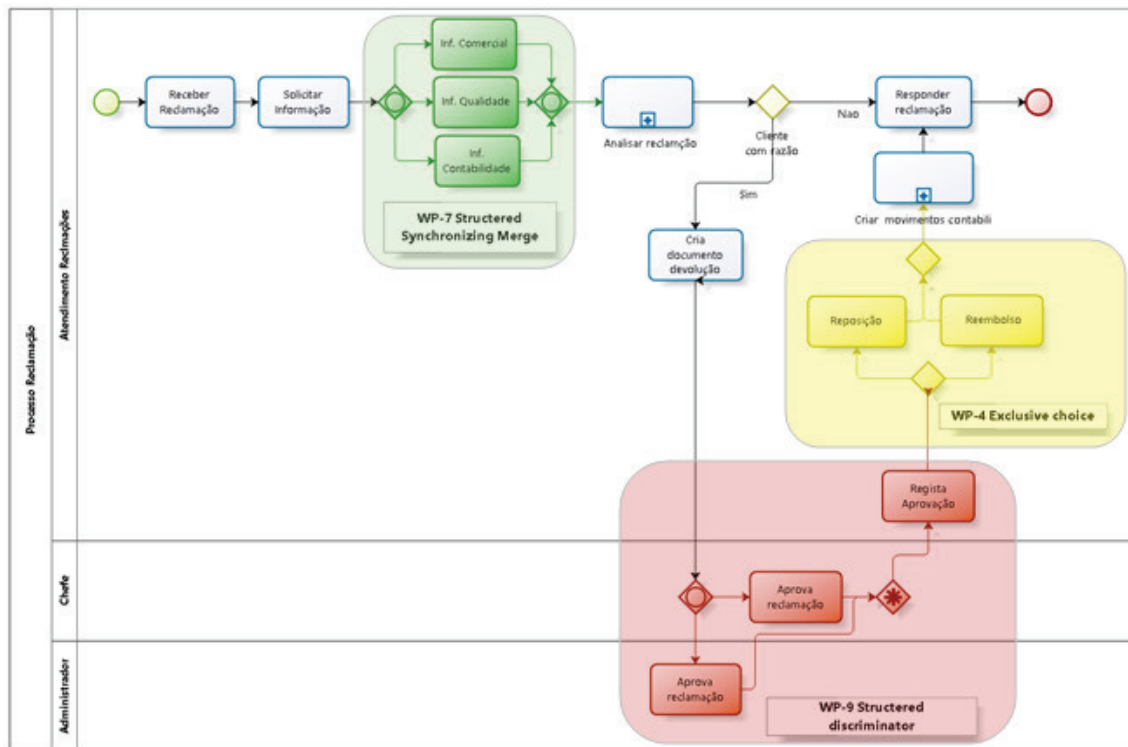 Processo Reclamação
Atendimento Reclmações
Chefe
Administrador
Receber
Reclamação
Solicitar
Informação
Inf. Comercial
Inf. Qualidade
Inf.
Contabilidade
WP-7 Structered
Synchronizing Merge
Analisar reclamção
Cliente
com razão
Nao
Sim
Responder
reclamação
Criar movimentos contabili
Cria
documento
devolução
Reposição
Reembolso
WP-4 Exclusive choice
Regista
Aprovação
Aprova
reclamação
Aprova
reclamação
WP-9 Structered
discriminator